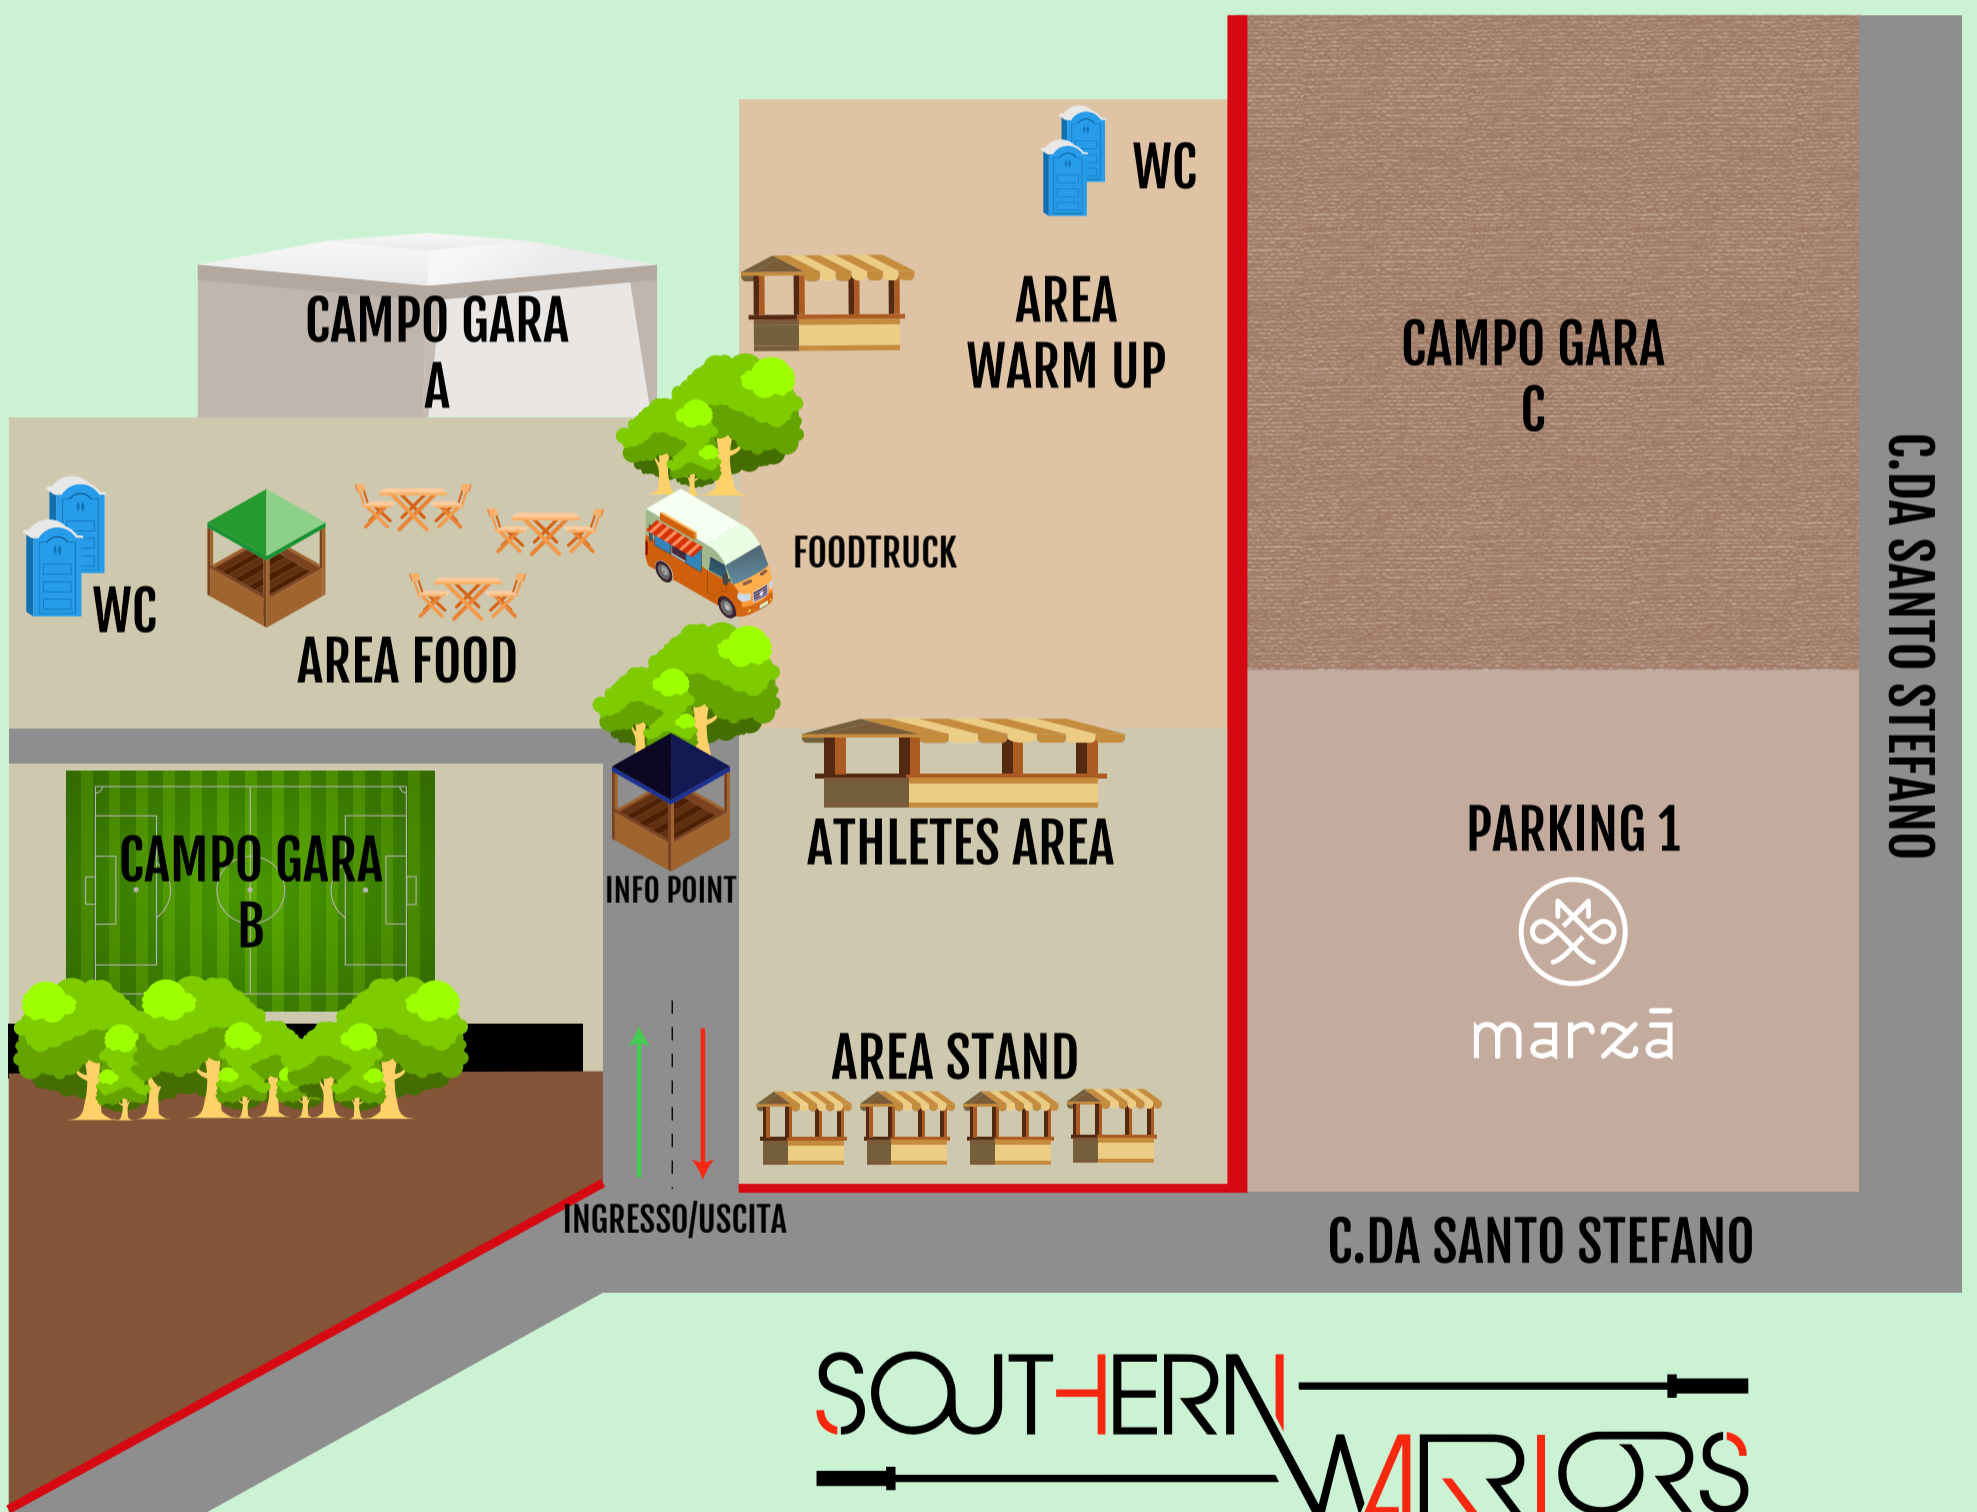 WC
AREA
WARM UP
CAMPO GARA
A
CAMPO GARA
C
C.DA SANTO STEFANO
FOODTRUCK
WC
AREA FOOD
CAMPO GARA
B
INFO POINT
ATHLETES AREA
PARKING 1
marzā
AREA STAND
INGRESSO/USCITA
C.DA SANTO STEFANO
SOUTHERN
WARRIORS